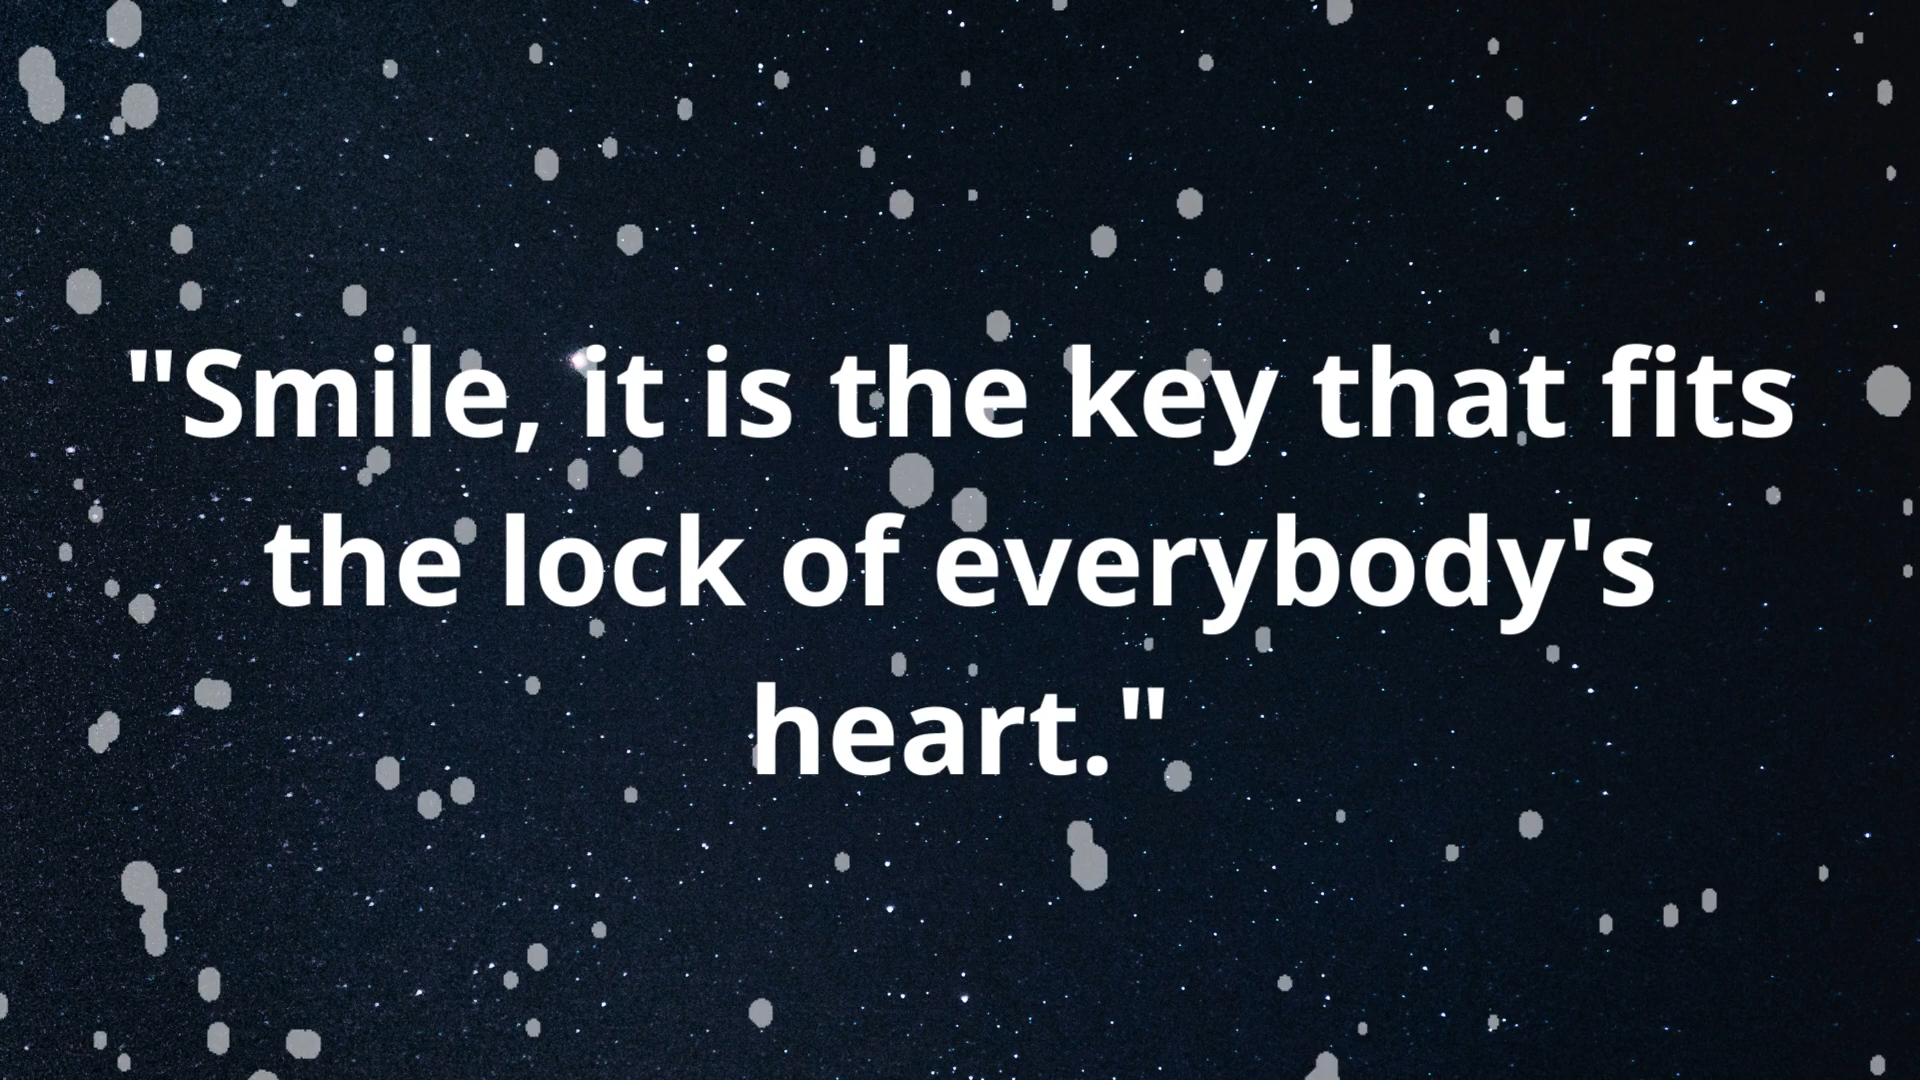 "Smile, it is the key that fits
the lock of everybody's
heart."